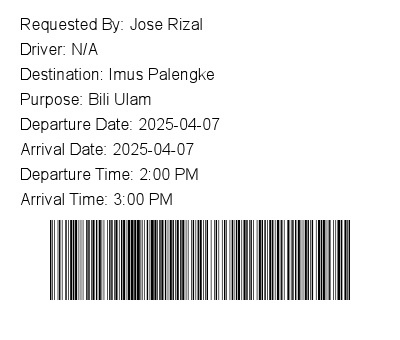 Requested By: Jose Rizal
Driver: N/A
Destination: Imus Palengke
Purpose: Bili Ulam
Departure Date: 2025-04-07
Arrival Date: 2025-04-07
Departure Time: 2:00 PM
Arrival Time: 3:00 PM